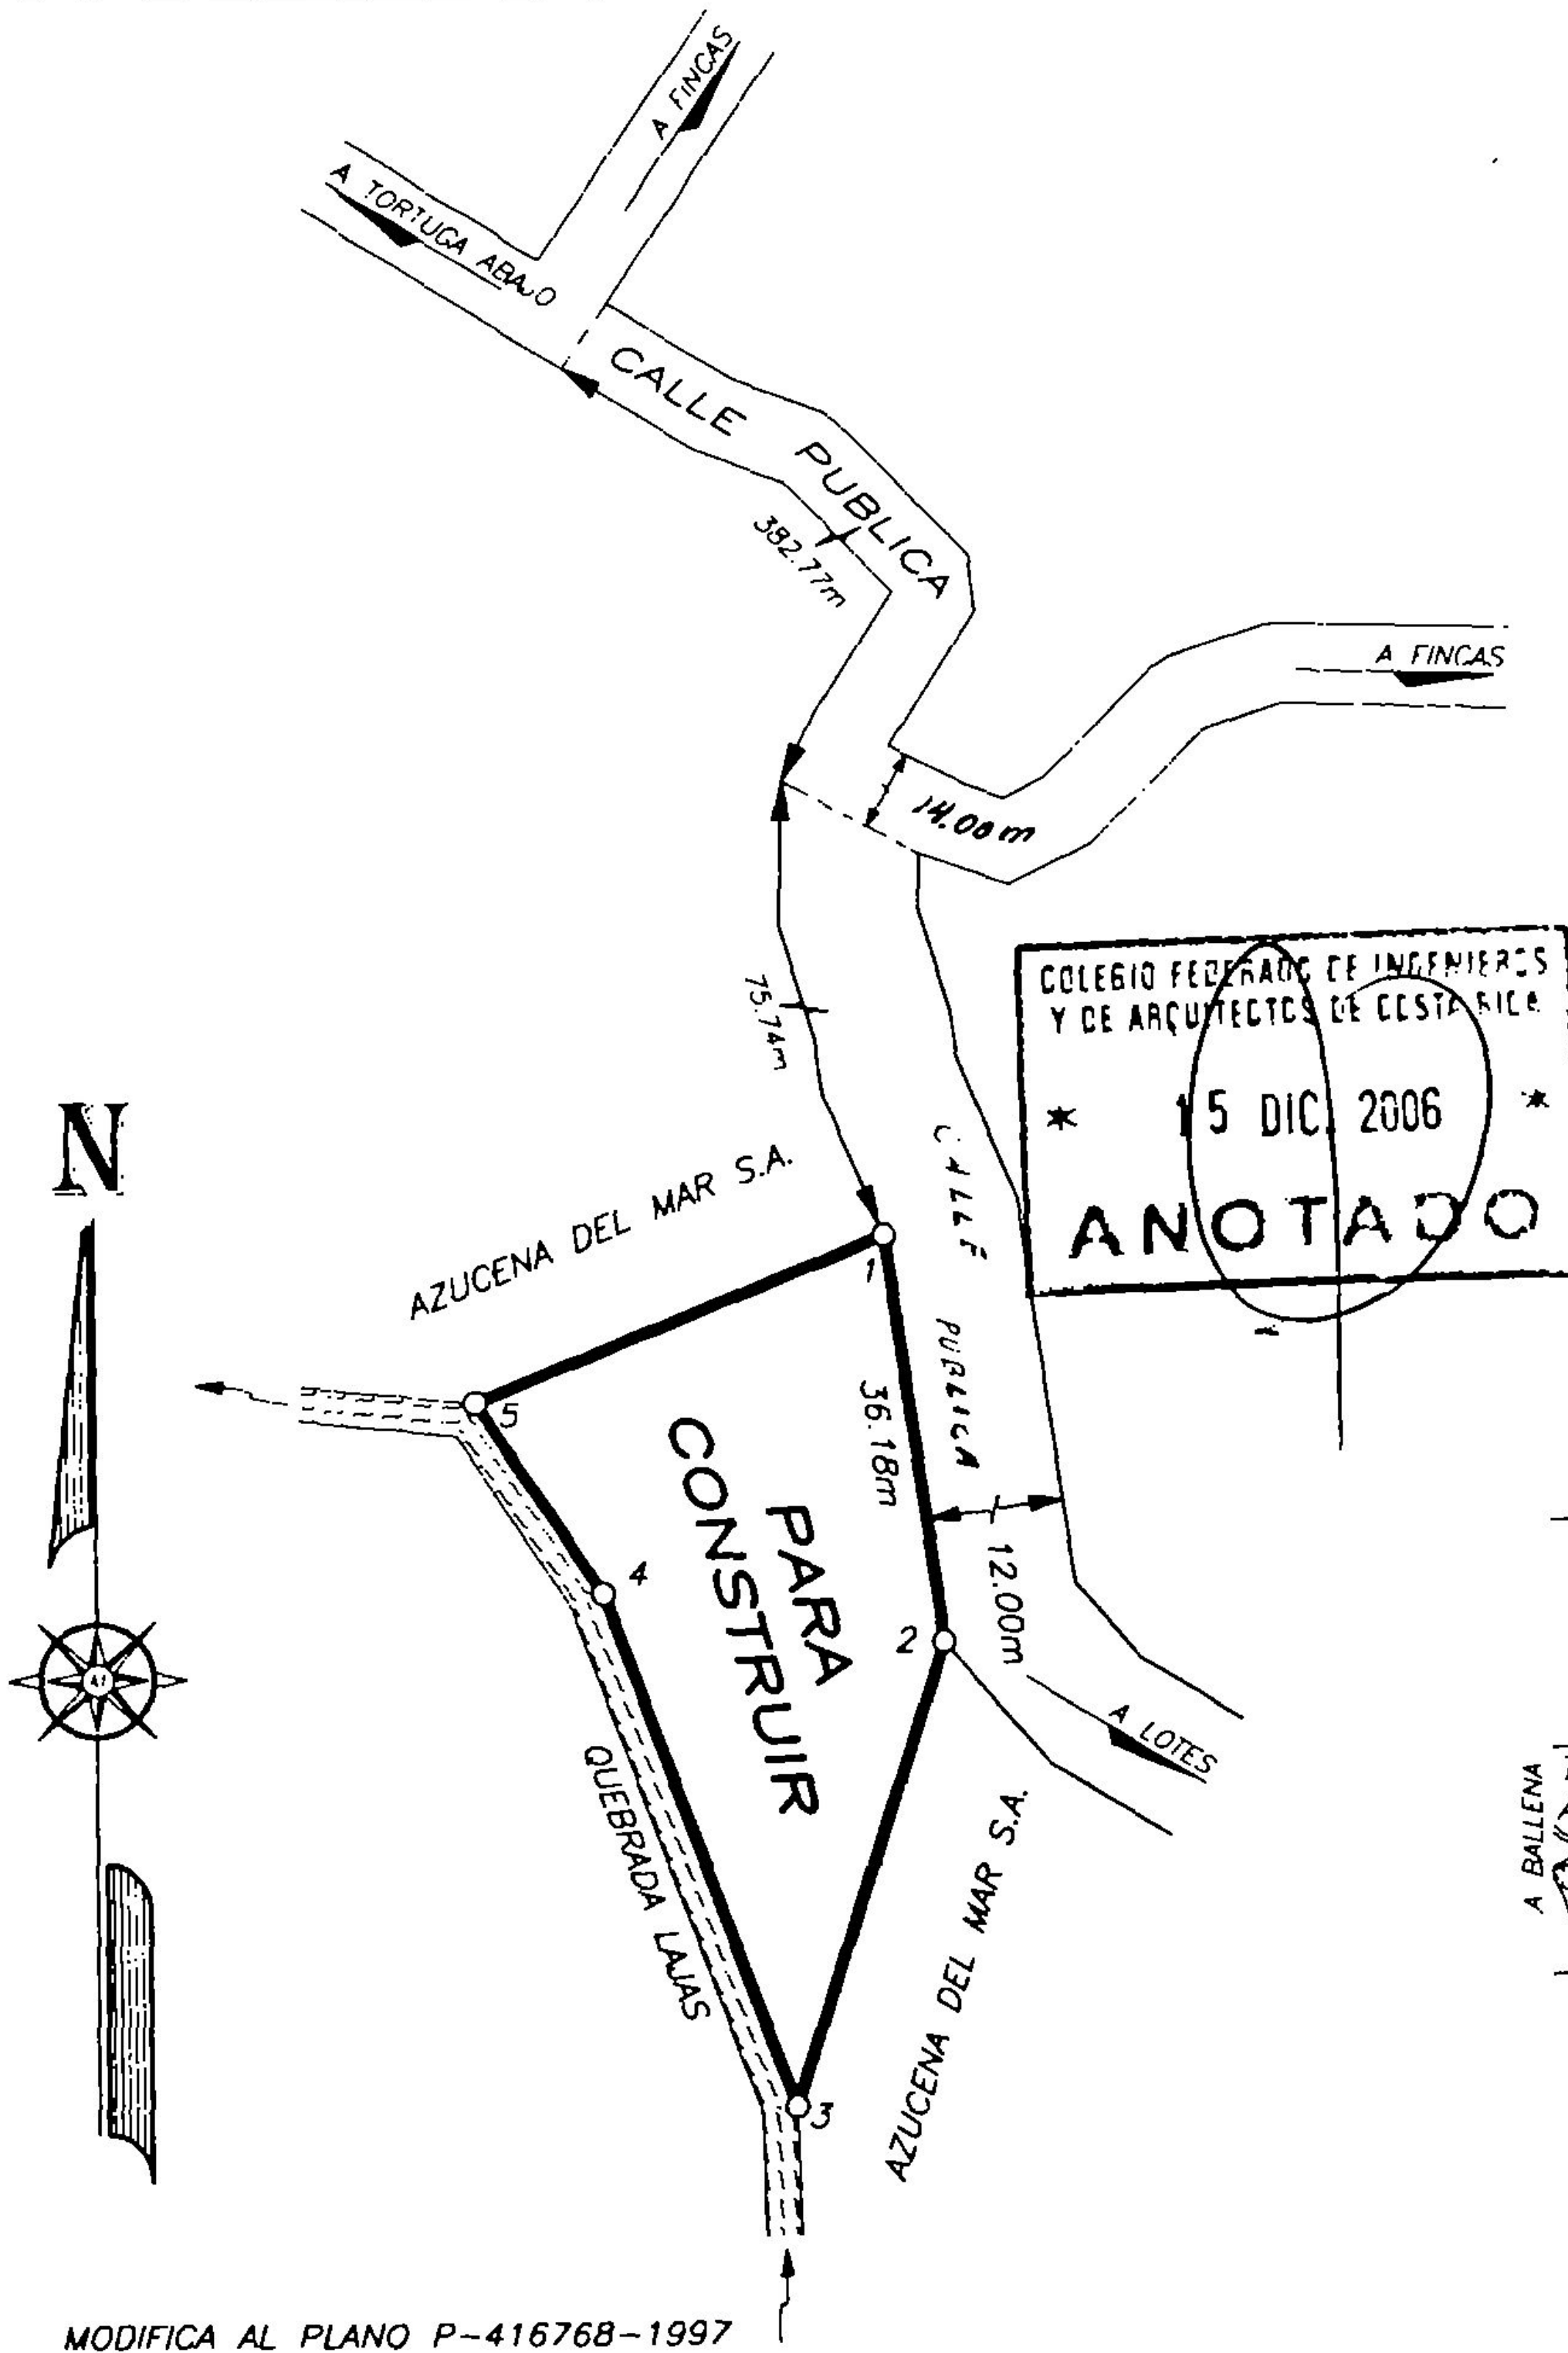 A FINCAS
A TORTUGA ABAJO
CALLE PUBLICA
382.77m
A FINCAS
14.00m
COLEGIO FEDERADO DE INGENIEROS
Y DE ARQUITECTOS DE COSTA RICA
* 15 DIC. 2006 *
ANOTADO
75.74m
N
AZUCENA DEL MAR S.A.
CALLE PUBLICA
1
36.18m
5
PARA
CONSTRUIR
4
2
12.00m
A LOTES
QUEBRADA LAJAS
AZUCENA DEL MAR S.A.
A BALLENA
3
MODIFICA AL PLANO P-416768-1997